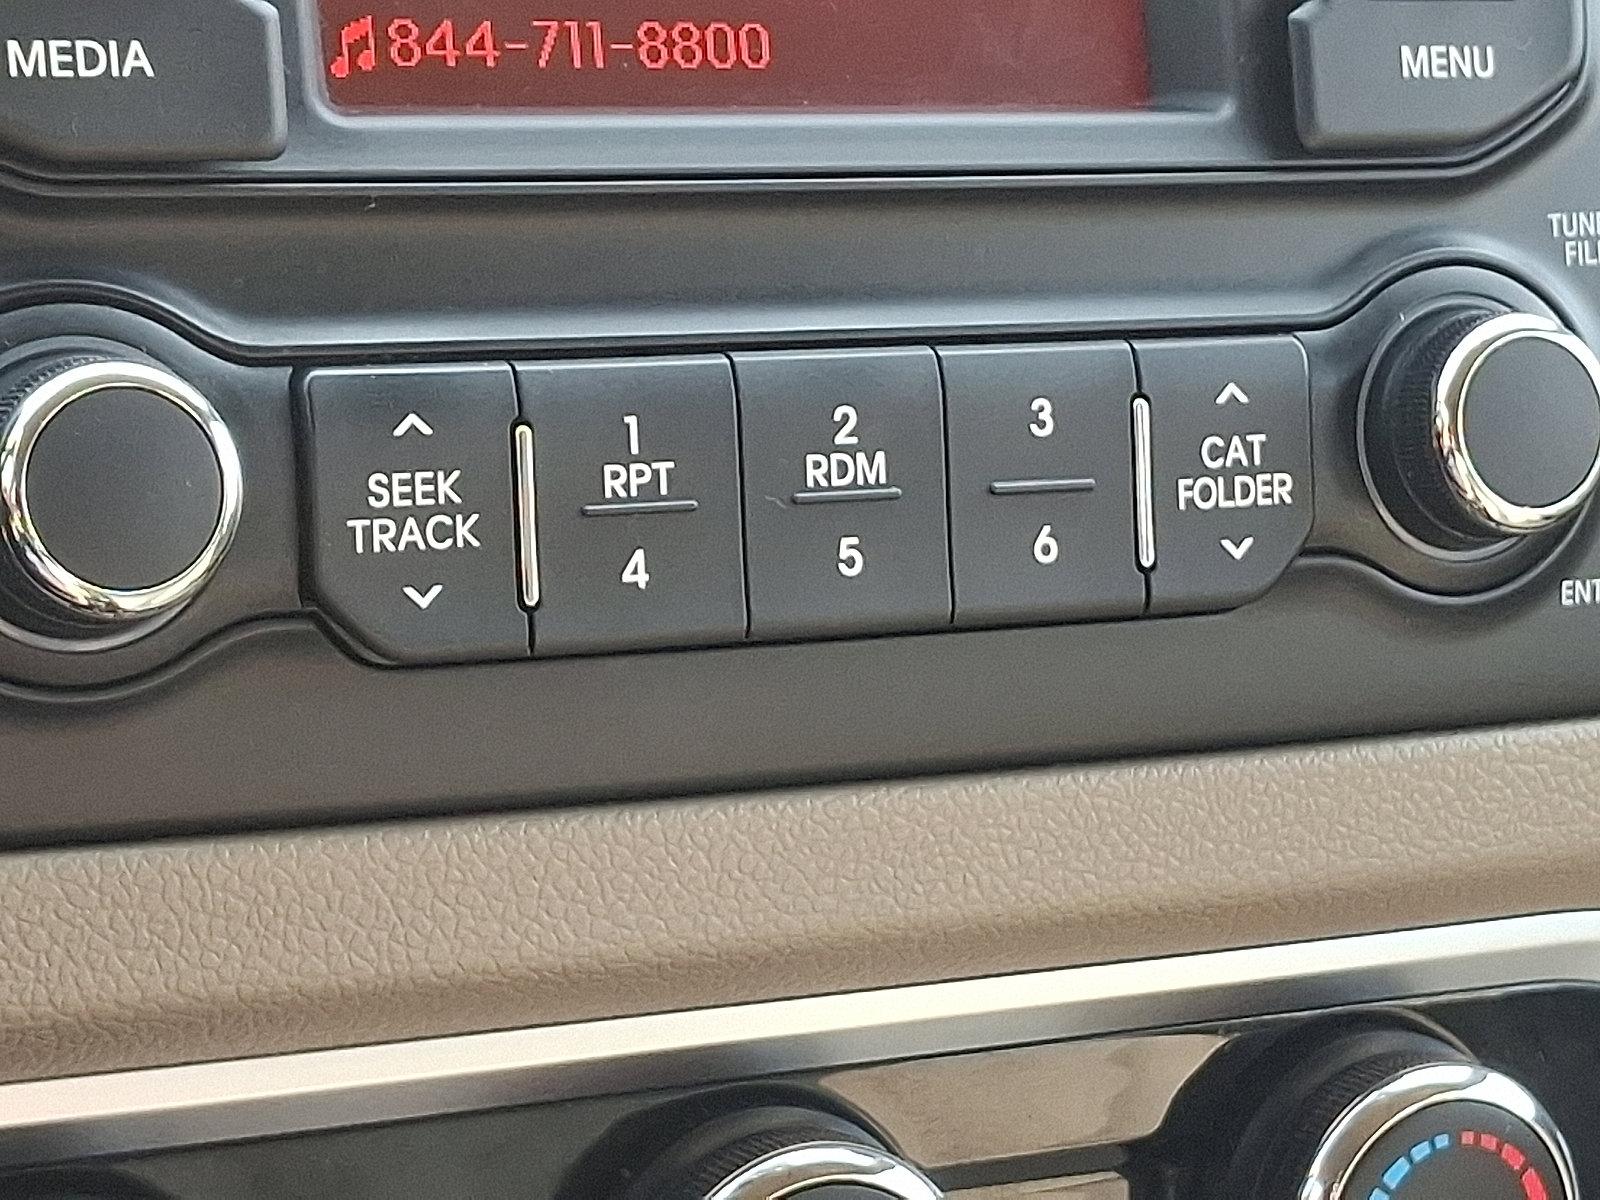 MEDIA
844-711-8800
MENU
SEEK
TRACK
1
RPT
4
2
RDM
5
3
6
CAT
FOLDER